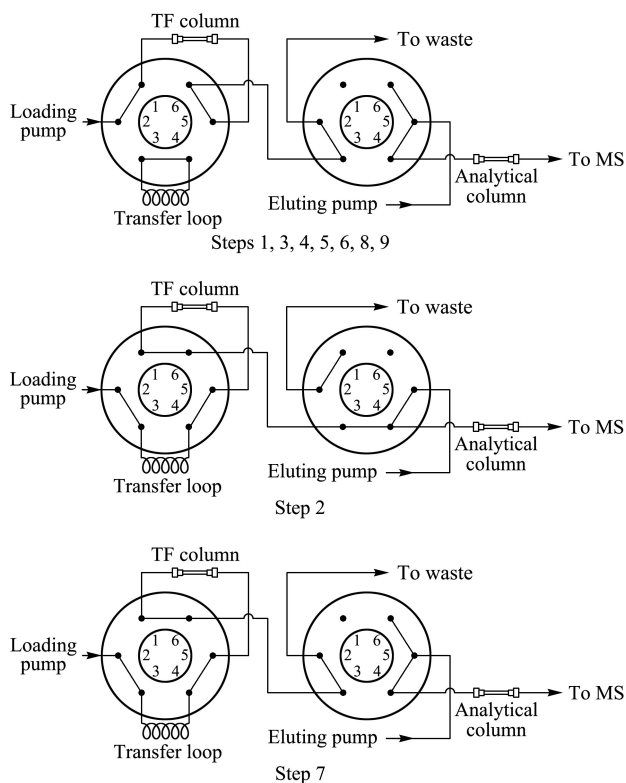 TF column
To waste
1 6
2 5
3 4
1 6
2 5
3 4
Loading
pump
To MS
Analytical
column
Eluting pump
Transfer loop
Steps 1, 3, 4, 5, 6, 8, 9
TF column
To waste
1 6
2 5
3 4
1 6
2 5
3 4
Loading
pump
To MS
Analytical
column
Eluting pump
Transfer loop
Step 2
TF column
To waste
1 6
2 5
3 4
1 6
2 5
3 4
Loading
pump
To MS
Analytical
column
Eluting pump
Transfer loop
Step 7